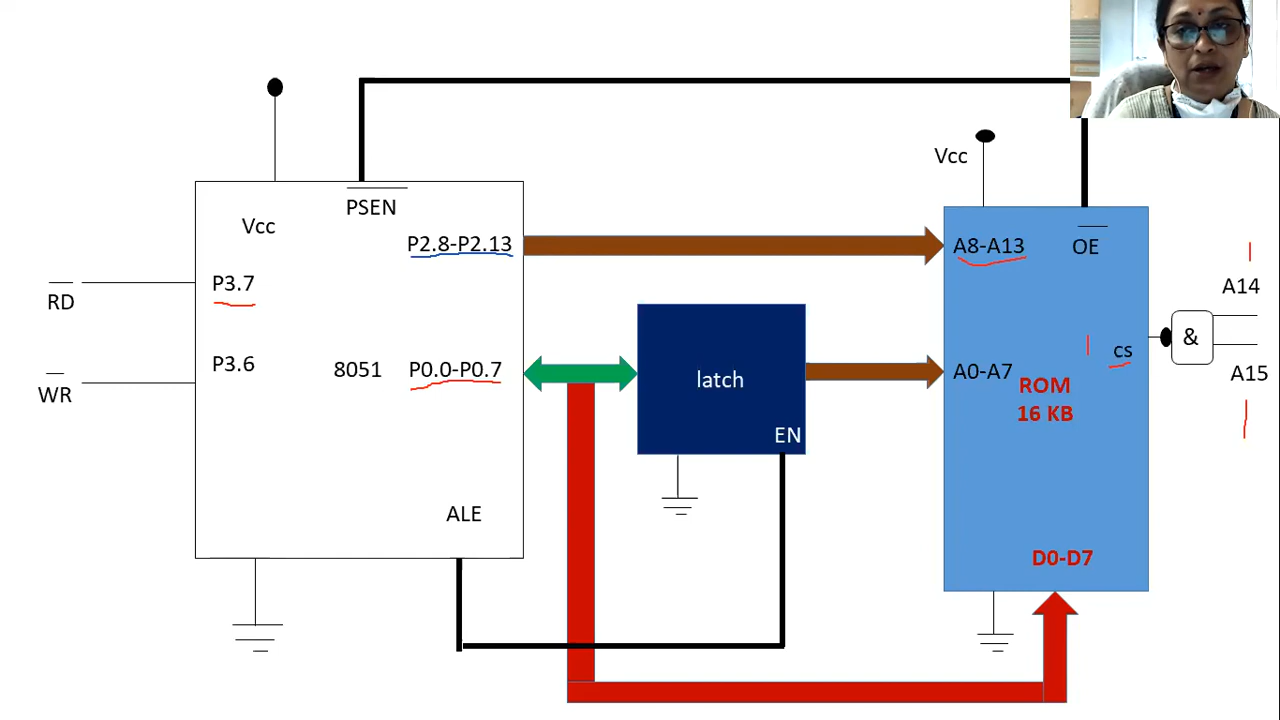 Vcc
PSEN
Vcc
P2.8-P2.13
A8-A13
OE
P3.7
RD
A14
P3.6
8051
P0.0-P0.7
latch
A0-A7
cs
&
WR
ROM
16 KB
A15
EN
ALE
D0-D7